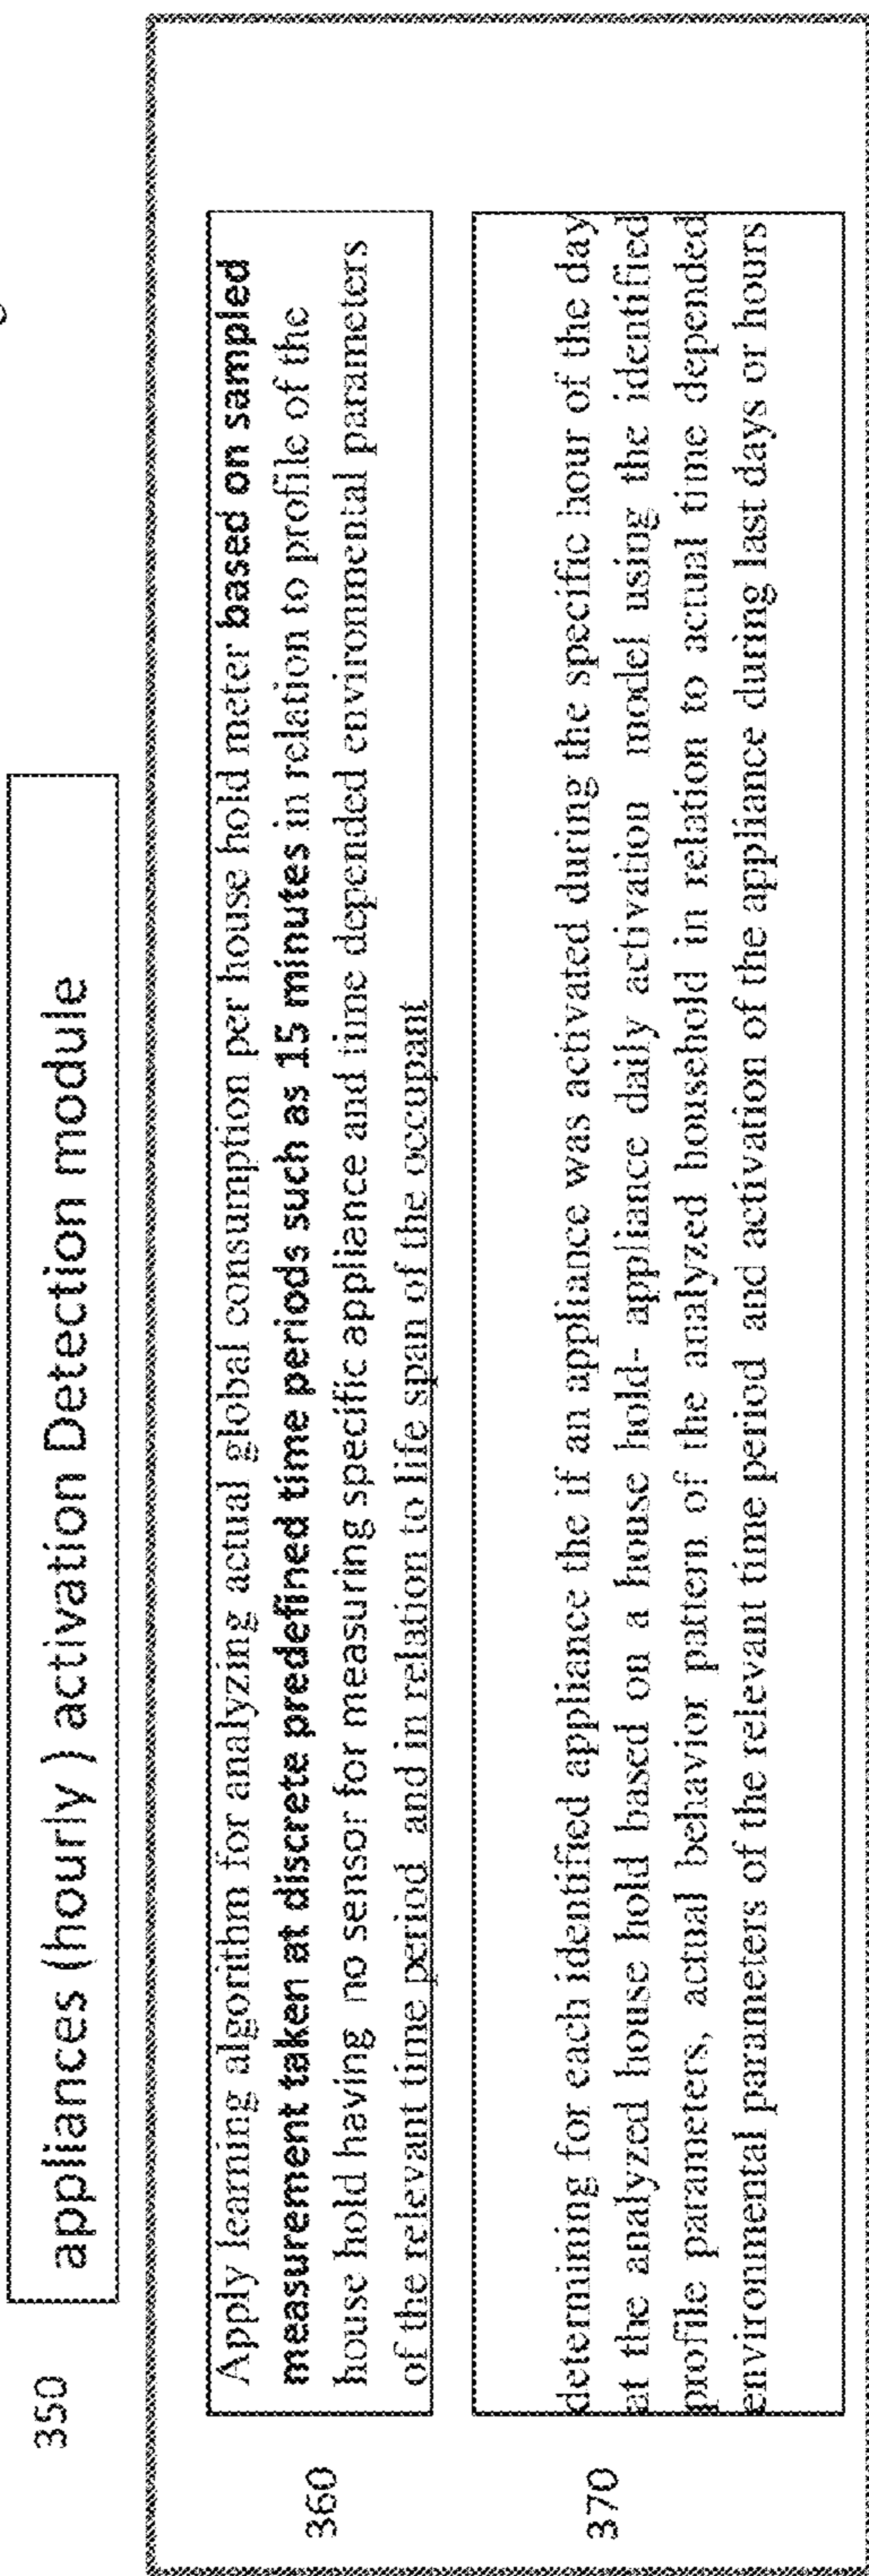 350
appliances (hourly ) activation Detection module
360
Apply learning algorithm for analyzing actual global consumption per house hold meter based on sampled
measurement taken at discrete predefined time periods such as 15 minutes in relation to profile of the
house hold having no sensor for measuring specific appliance and time depended environmental parameters
of the relevant time period and in relation to life span of the occupant
370
determining for each identified appliance the if an appliance was activated during the specific hour of the day
at the analyzed house hold based on a house hold- appliance daily activation model using the identified
profile parameters, actual behavior pattern of the analyzed household in relation to actual time depended
environmental parameters of the relevant time period and activation of the appliance during last days or hours